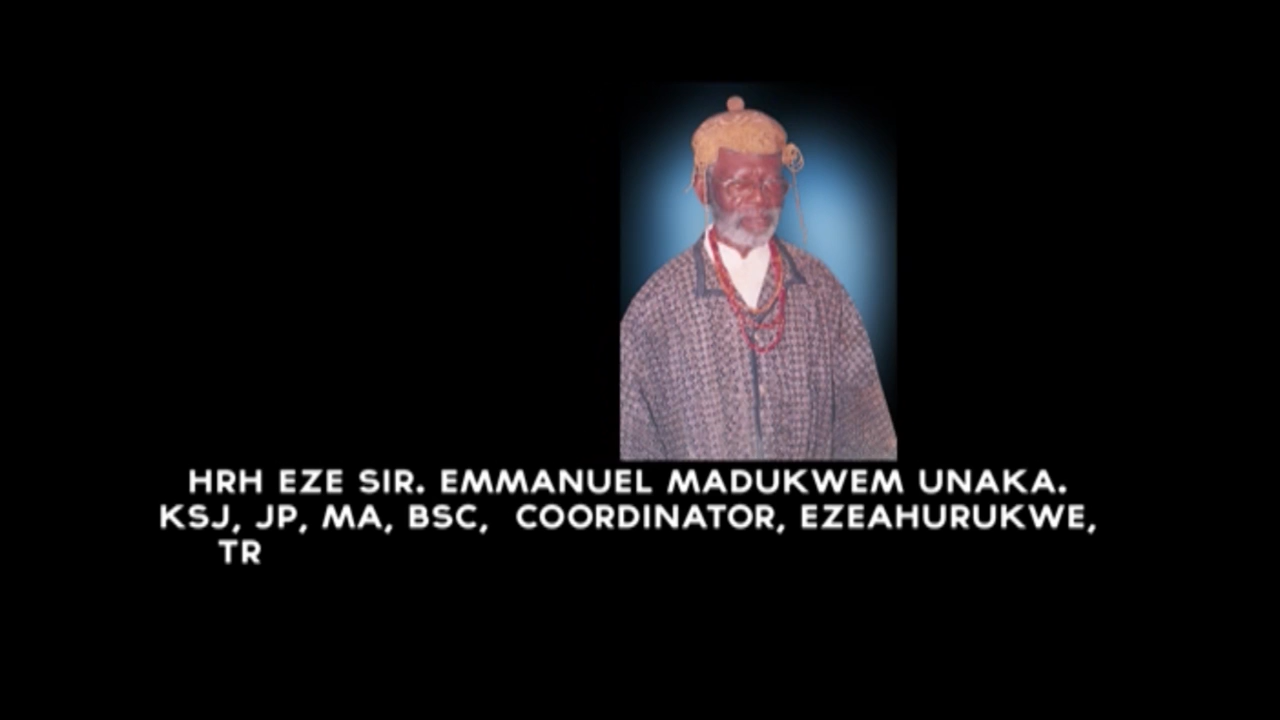 HRH EZE SIR. EMMANUEL MADUKWEM UNAKA.
KSJ, JP, MA, BSC, COORDINATOR, EZEAHURUKWE,
TR